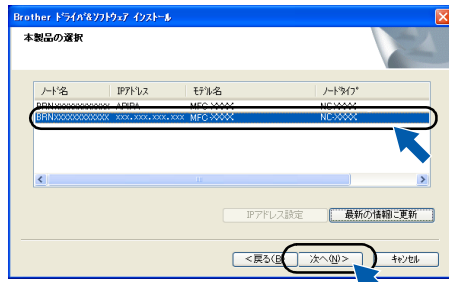 Brother ドライバ&ソフトウェア インストール
本製品の選択
ノード名 IPアドレス モデル名 ノードタイプ
BRNxxxxxxxxxxxx APIPA MFC-XXXX NC-XXXX
BRNxxxxxxxxxxxx xxx.xxx.xxx.xxx MFC-XXXX NC-XXXX
IPアドレス設定 最新の情報に更新
<戻る(B) 次へ(N)> キャンセル